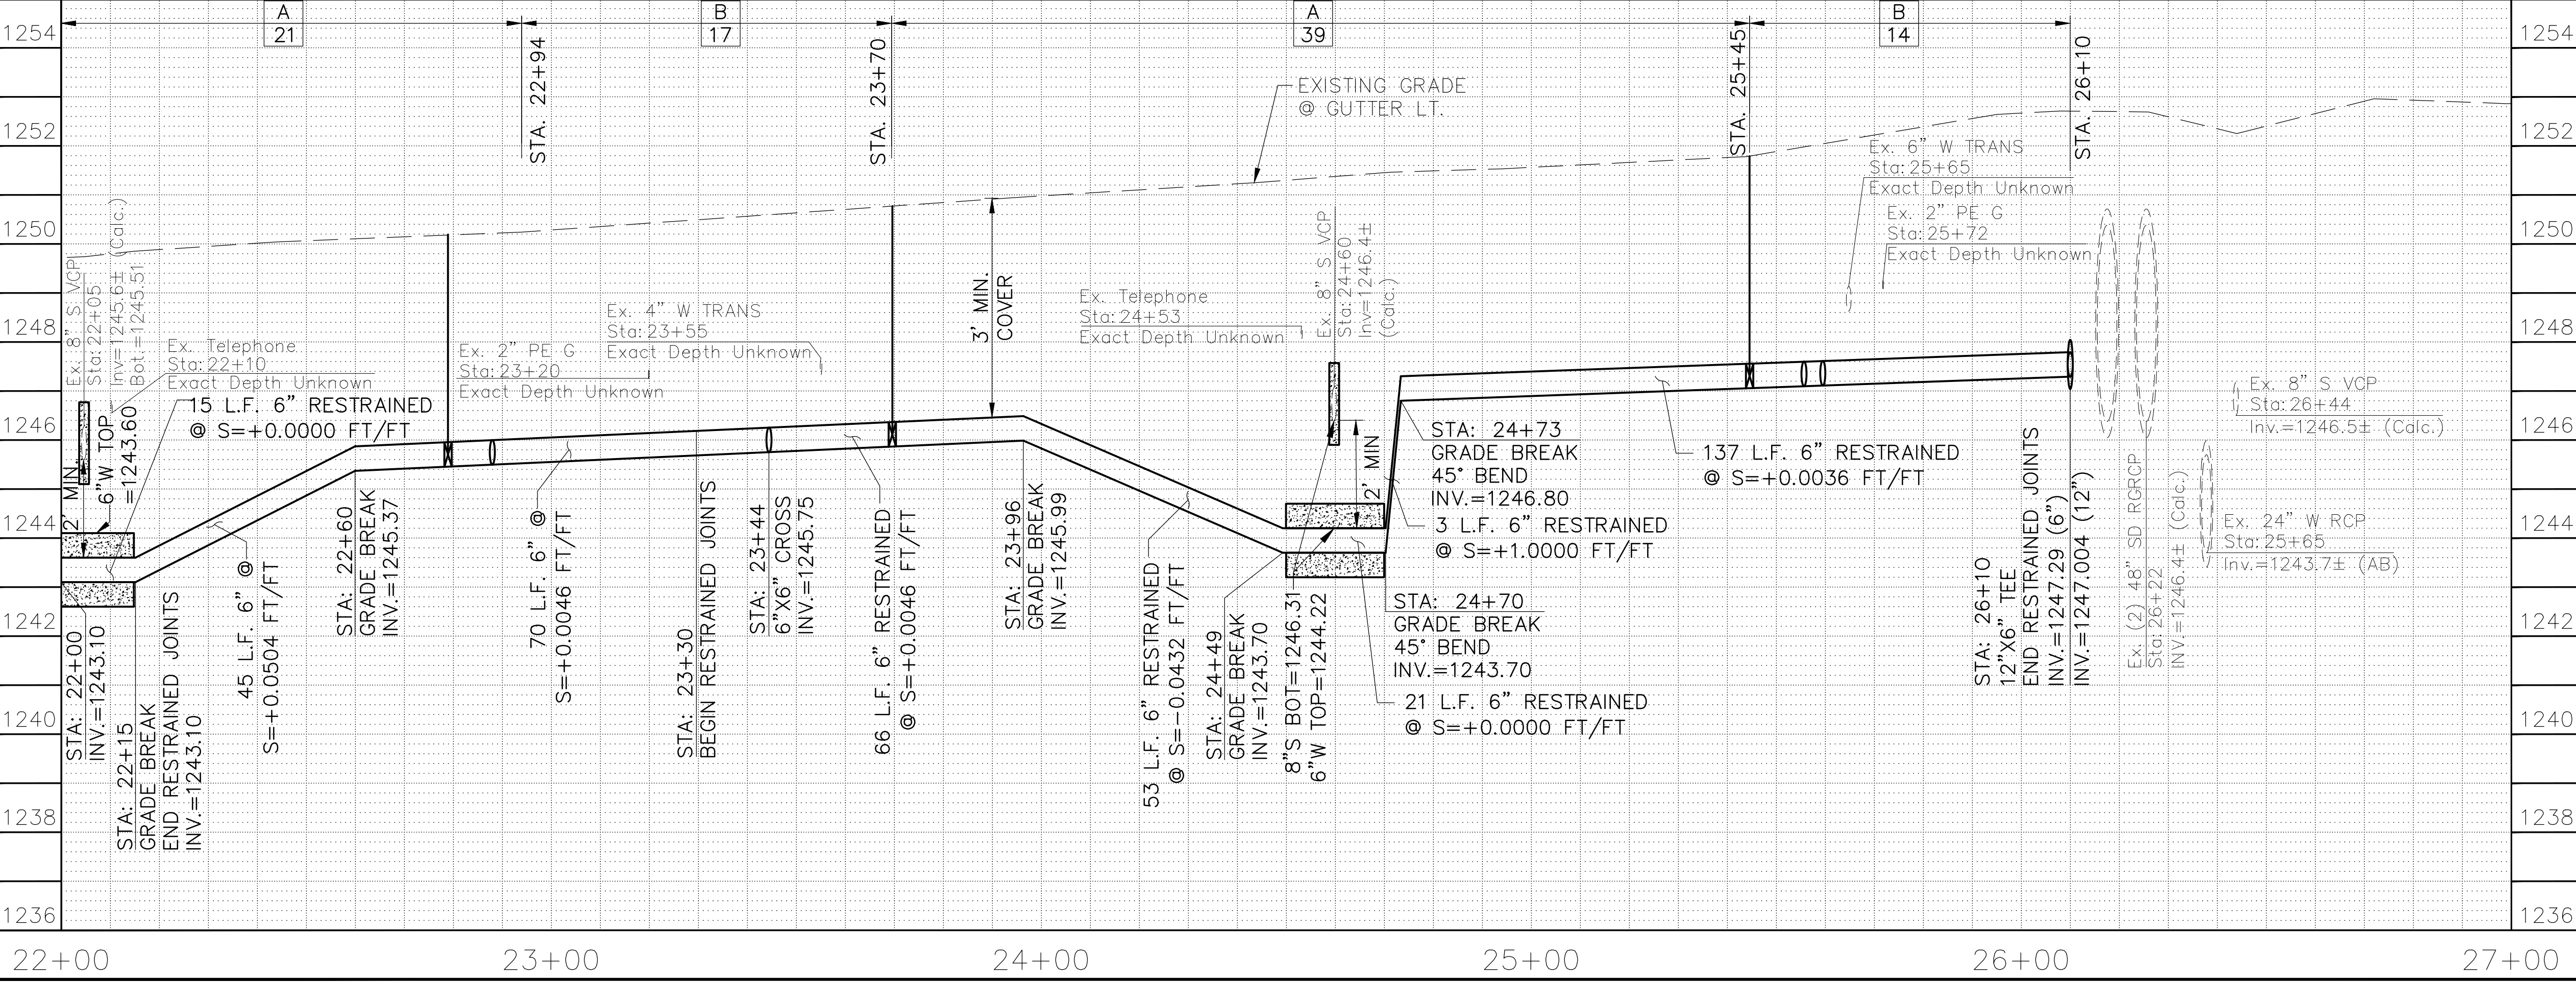 A
21
B
17
A
39
B
14
1254
1252
1250
1248
1246
1244
1242
1240
1238
1236
STA. 22+94
STA. 23+70
STA. 25+45
STA. 26+10
EXISTING GRADE
@ GUTTER LT.
Ex. 8" S VCP
Sta: 22+05
Inv=1245.6± (Calc.)
Bot.=1245.51
Ex. Telephone
Sta: 22+10
Exact Depth Unknown
2' MIN.
6"W TOP
=1243.60
15 L.F. 6" RESTRAINED
@ S=+0.0000 FT/FT
STA: 22+00
INV.=1243.10
STA: 22+15
GRADE BREAK
END RESTRAINED JOINTS
INV.=1243.10
45 L.F. 6" @
S=+0.0504 FT/FT
STA: 22+60
GRADE BREAK
INV.=1245.37
Ex. 2" PE G
Sta: 23+20
Exact Depth Unknown
Ex. 4" W TRANS
Sta: 23+55
Exact Depth Unknown
70 L.F. 6" @
S=+0.0046 FT/FT
STA: 23+30
BEGIN RESTRAINED JOINTS
STA: 23+44
6"X6" CROSS
INV.=1245.75
66 L.F. 6" RESTRAINED
@ S=+0.0046 FT/FT
3' MIN.
COVER
STA: 23+96
GRADE BREAK
INV.=1245.99
Ex. Telephone
Sta: 24+53
Exact Depth Unknown
53 L.F. 6" RESTRAINED
@ S=-0.0432 FT/FT
STA: 24+49
GRADE BREAK
INV.=1243.70
8"S BOT=1246.31
6"W TOP=1244.22
Ex. 8" S VCP
Sta: 24+60
Inv=1246.4±
(Calc.)
2' MIN
STA: 24+73
GRADE BREAK
45° BEND
INV.=1246.80
3 L.F. 6" RESTRAINED
@ S=+1.0000 FT/FT
STA: 24+70
GRADE BREAK
45° BEND
INV.=1243.70
21 L.F. 6" RESTRAINED
@ S=+0.0000 FT/FT
137 L.F. 6" RESTRAINED
@ S=+0.0036 FT/FT
Ex. 6" W TRANS
Sta: 25+65
Exact Depth Unknown
Ex. 2" PE G
Sta: 25+72
Exact Depth Unknown
STA: 26+10
12"X6" TEE
END RESTRAINED JOINTS
INV.=1247.29 (6")
INV.=1247.004 (12")
Ex. (2) 48" SD RGRCP
Sta: 26+22
INV.=1246.4± (Calc.)
Ex. 8" S VCP
Sta: 26+44
Inv.=1246.5± (Calc.)
Ex. 24" W RCP
Sta: 25+65
Inv.=1243.7± (AB)
1254
1252
1250
1248
1246
1244
1242
1240
1238
1236
22+00
23+00
24+00
25+00
26+00
27+00